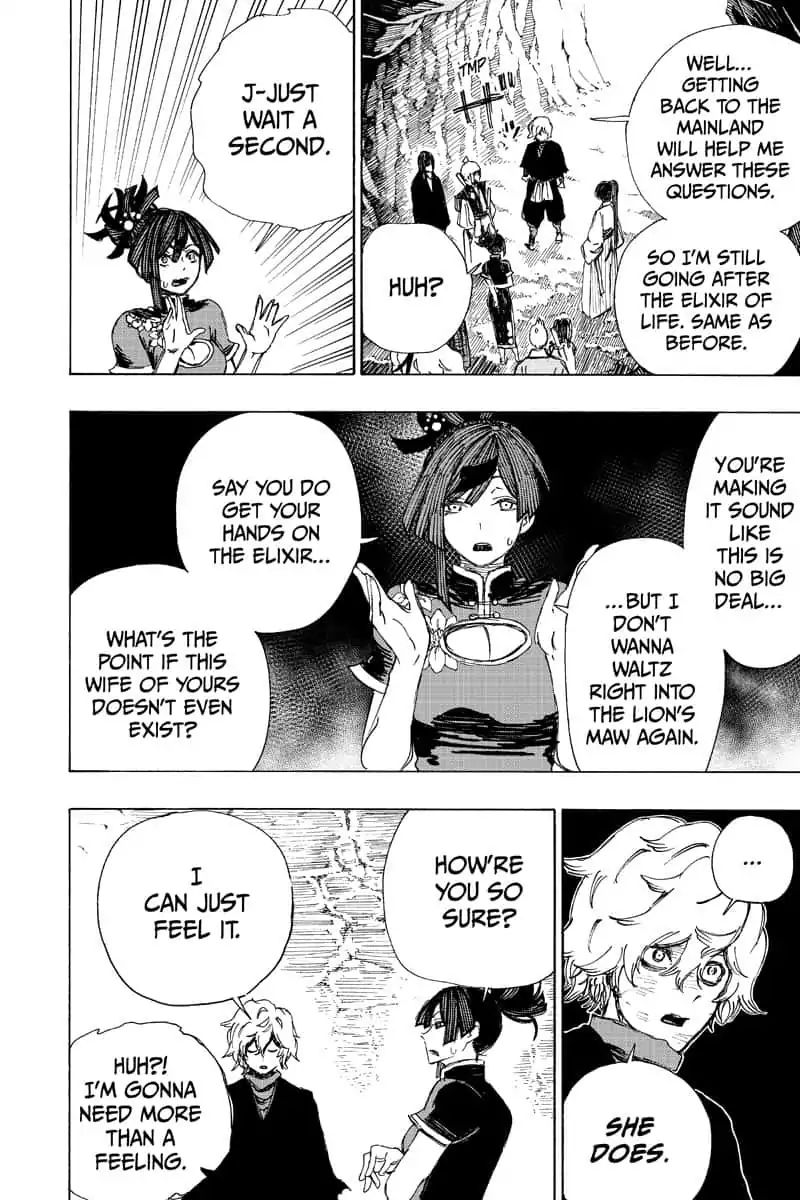 WELL...
GETTING
BACK TO THE
MAINLAND
WILL HELP ME
ANSWER THESE
QUESTIONS.
SO I'M STILL
GOING AFTER
THE ELIXIR OF
LIFE. SAME AS
BEFORE.
TMP
HUH?
J-JUST
WAIT A
SECOND.
YOU'RE
MAKING
IT SOUND
LIKE
THIS IS
NO BIG
DEAL...
...BUT I
DON'T
WANNA
WALTZ
RIGHT INTO
THE LION'S
MAW AGAIN.
SAY YOU DO
GET YOUR
HANDS ON
THE ELIXIR...
WHAT'S THE
POINT IF THIS
WIFE OF YOURS
DOESN'T EVEN
EXIST?
...
SHE
DOES.
HOW'RE
YOU SO
SURE?
I
CAN JUST
FEEL IT.
HUH?!
I'M GONNA
NEED MORE
THAN A
FEELING.